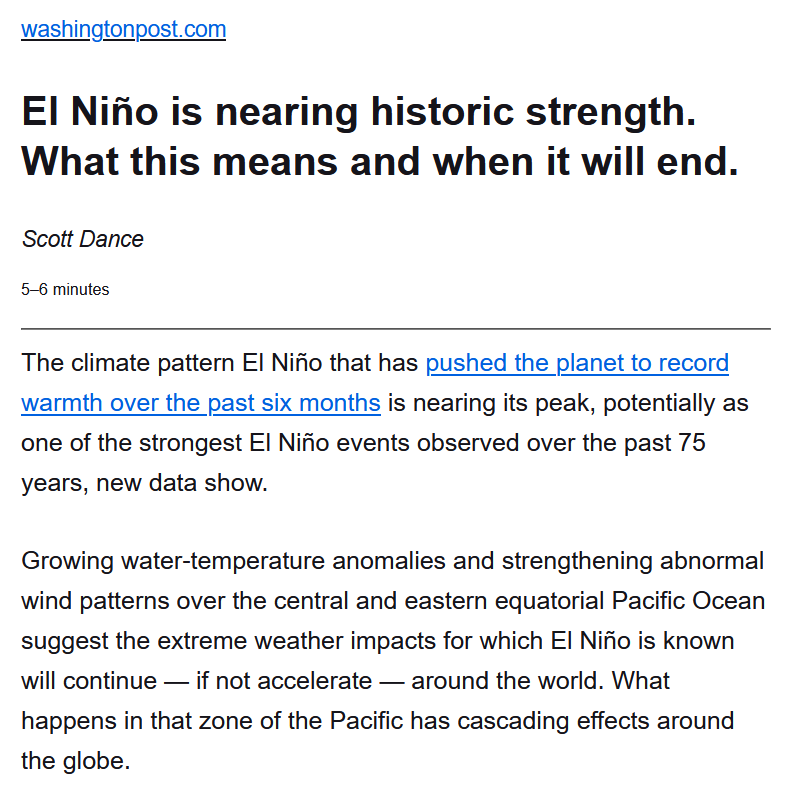 washingtonpost.com
El Niño is nearing historic strength.
What this means and when it will end.
Scott Dance
5–6 minutes
The climate pattern El Niño that has pushed the planet to record
warmth over the past six months is nearing its peak, potentially as
one of the strongest El Niño events observed over the past 75
years, new data show.
Growing water-temperature anomalies and strengthening abnormal
wind patterns over the central and eastern equatorial Pacific Ocean
suggest the extreme weather impacts for which El Niño is known
will continue — if not accelerate — around the world. What
happens in that zone of the Pacific has cascading effects around
the globe.